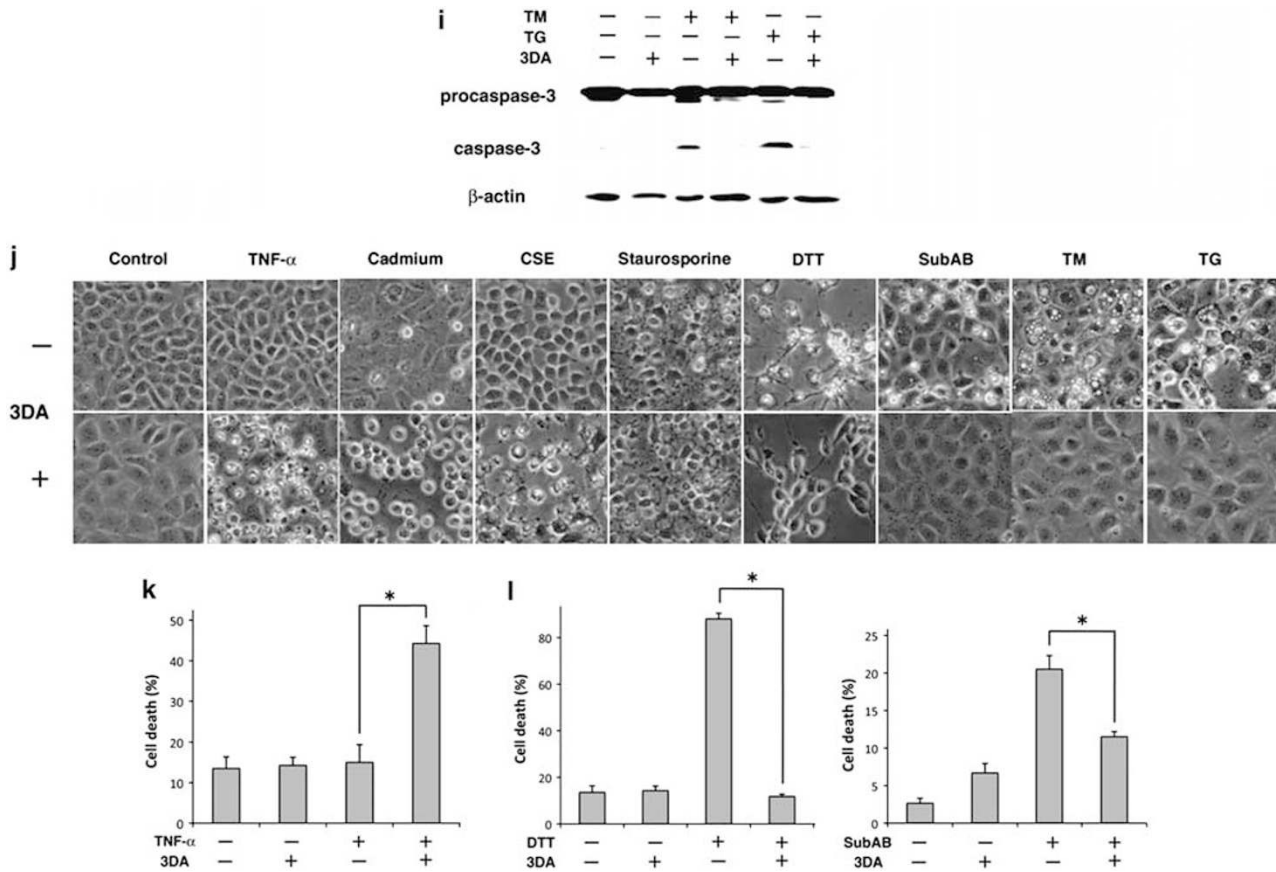 i
TM − − + + − −
TG − − − − + +
3DA − + − + − +
procaspase-3
caspase-3
β-actin
j
Control TNF-α Cadmium CSE Staurosporine DTT SubAB TM TG
−
3DA
+
k
*
Cell death (%)
50
40
30
20
10
0
TNF-α − − + +
3DA − + − +
l
*
Cell death (%)
80
60
40
20
0
DTT − − + +
3DA − + − +
*
Cell death (%)
25
20
15
10
5
0
SubAB − − + +
3DA − + − +